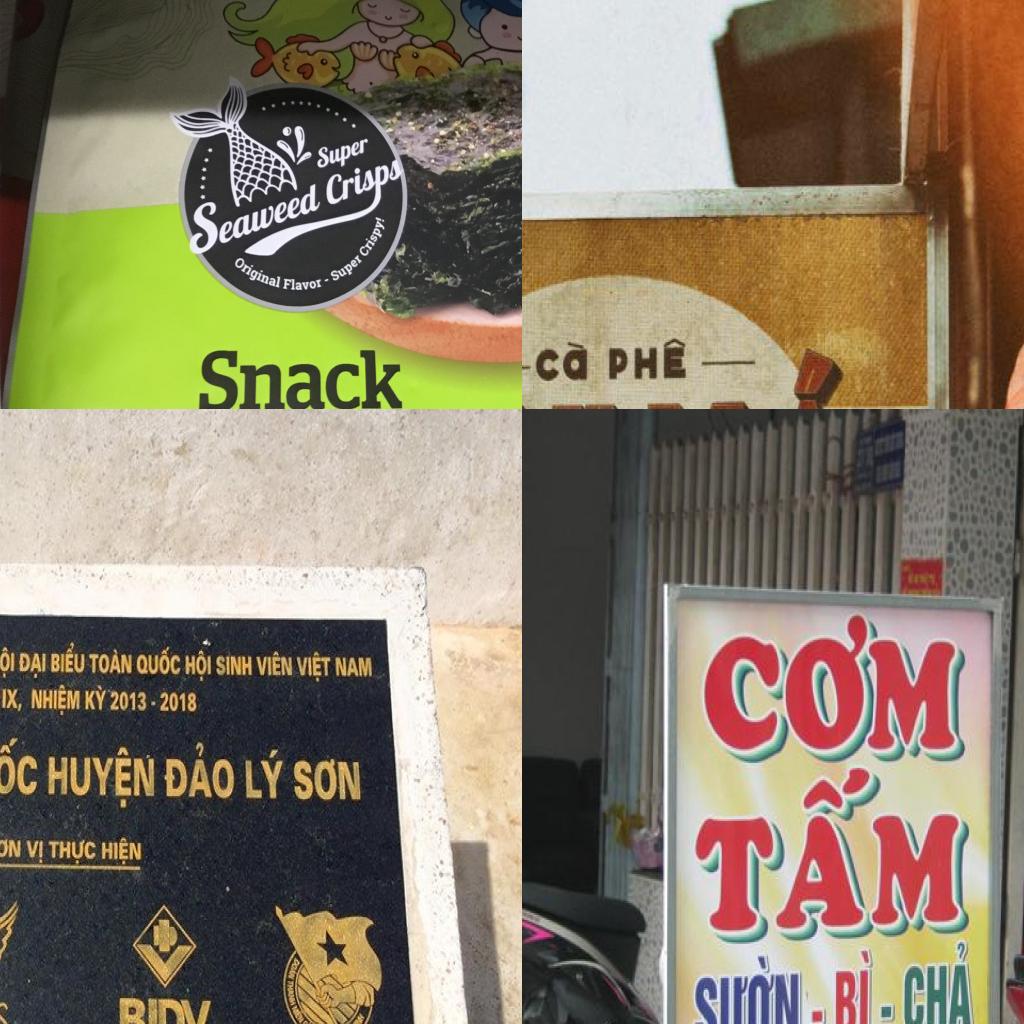 Super
Seaweed Crisps
Original Flavor - Super Crispy!
Snack
CÀ PHÊ
ĐẠI BIỂU TOÀN QUỐC HỘI SINH VIÊN VIỆT NAM
IX, NHIỆM KỲ 2013 - 2018
HUYỆN ĐẢO LÝ SƠN
VỊ THỰC HIỆN
BIDV
CƠM
TẤM
SƯỜN - BÌ - CHẢ